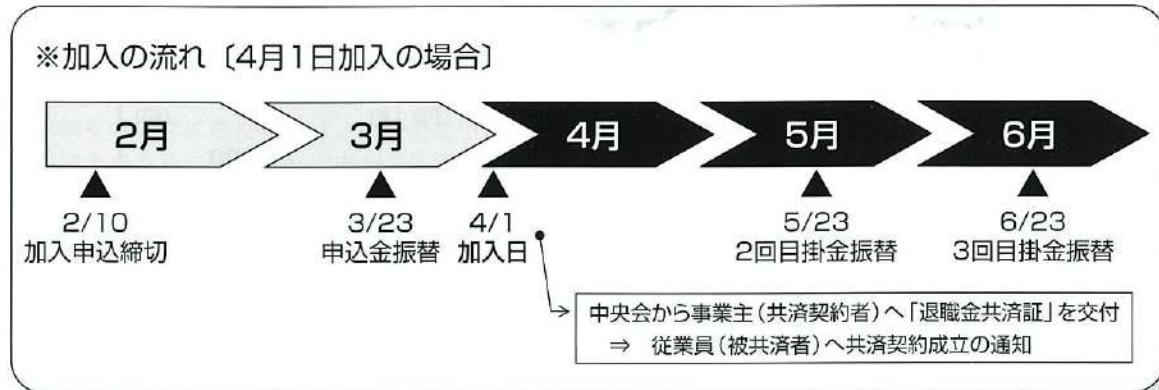 ※加入の流れ〔4月1日加入の場合〕
2月
3月
4月
5月
6月
2/10
加入申込締切
3/23
申込金振替
4/1
加入日
5/23
2回目掛金振替
6/23
3回目掛金振替
中央会から事業主(共済契約者)へ「退職金共済証」を交付
⇒ 従業員(被共済者)へ共済契約成立の通知